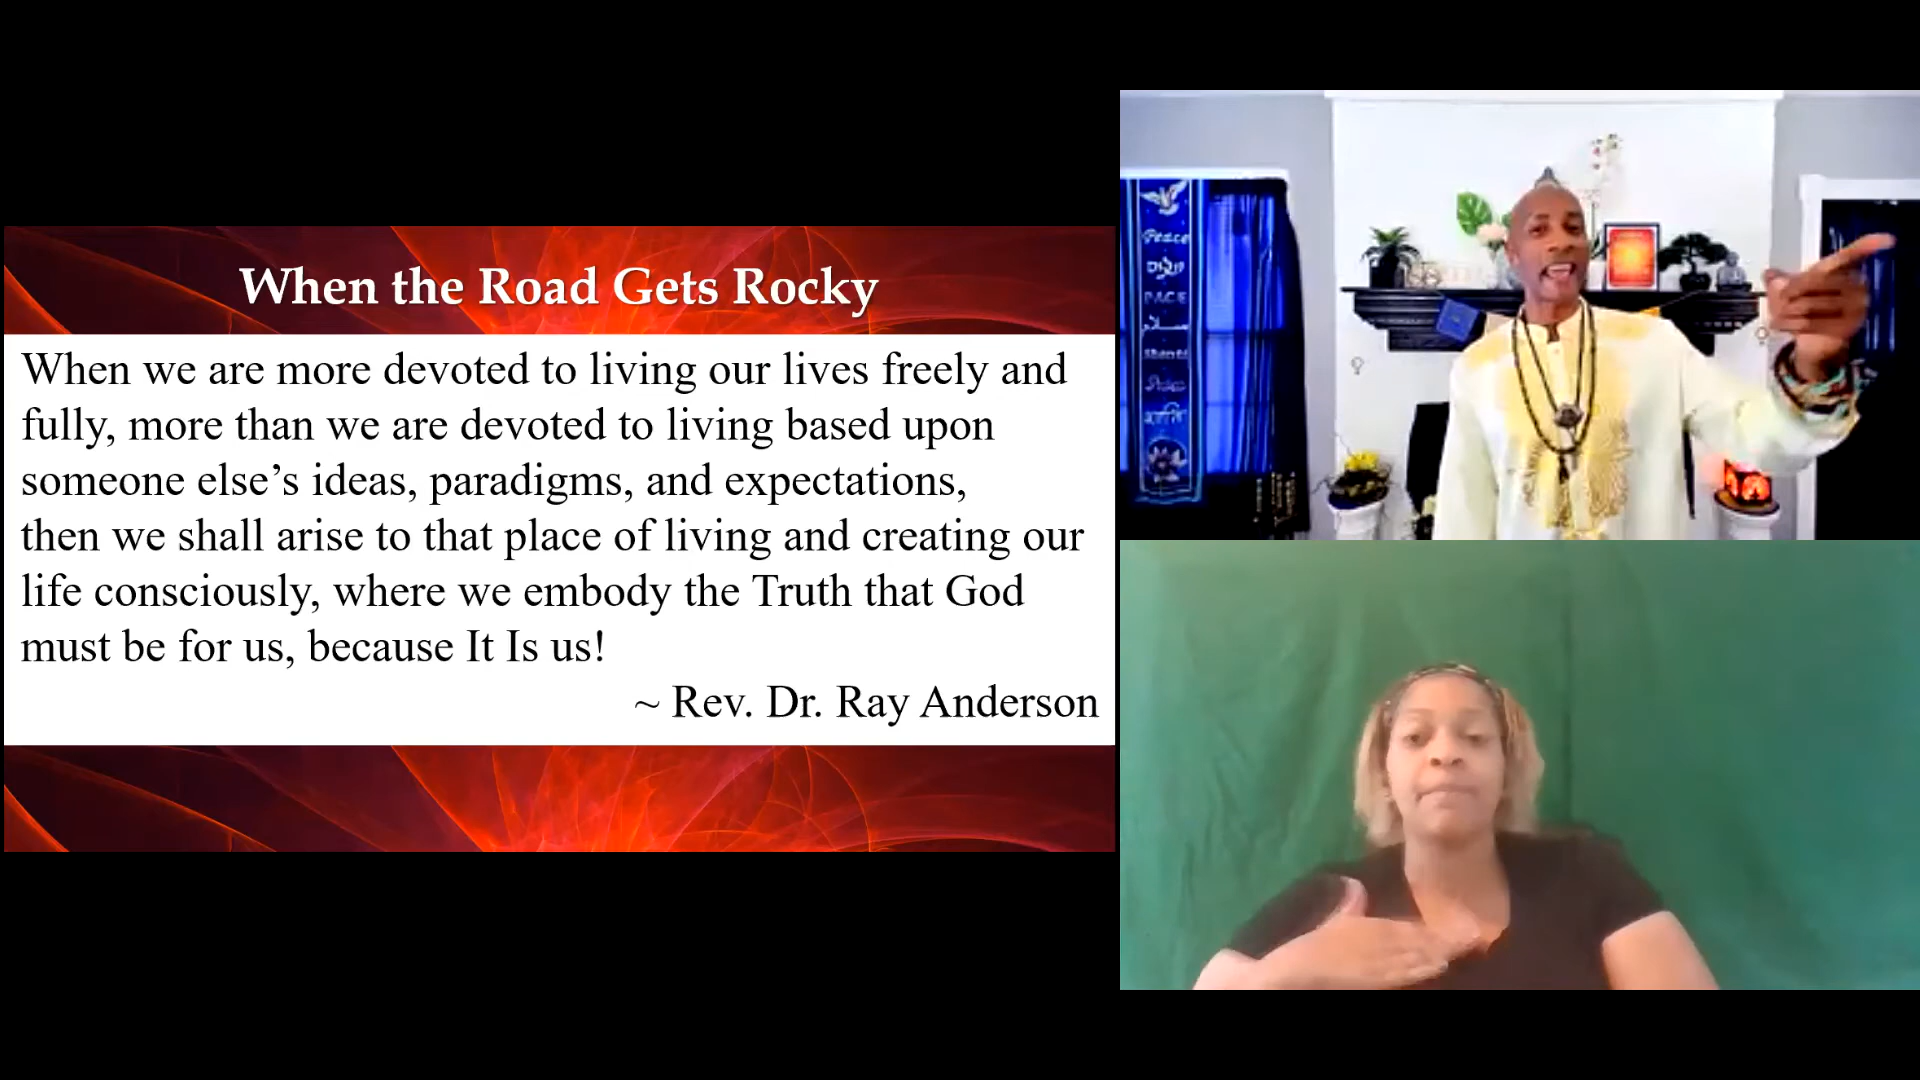 When the Road Gets Rocky
When we are more devoted to living our lives freely and
fully, more than we are devoted to living based upon
someone else’s ideas, paradigms, and expectations,
then we shall arise to that place of living and creating our
life consciously, where we embody the Truth that God
must be for us, because It Is us!
~ Rev. Dr. Ray Anderson
Peace
PACE
سلام